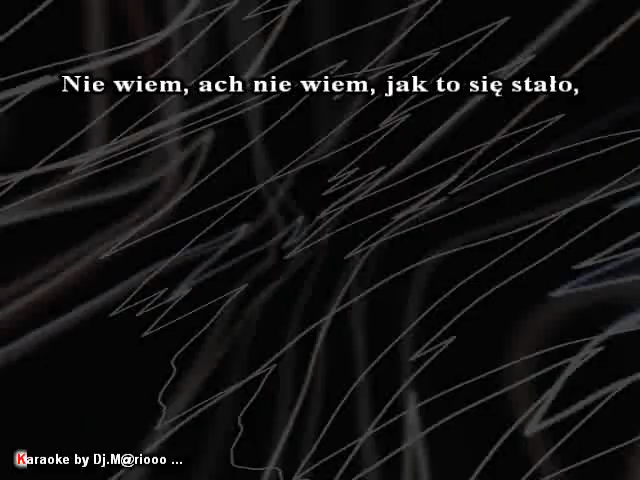 Nie wiem, ach nie wiem, jak to się stało,
Karaoke by Dj.M@riooo ...